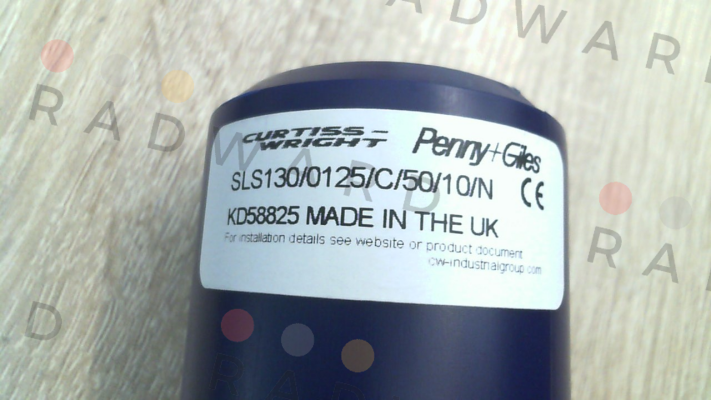 RADWARD
CURTISS-WRIGHT Penny+Giles
SLS130/0125/C/50/10/N CE
KD58825 MADE IN THE UK
For installation details see website or product document
cw-industrialgroup.com